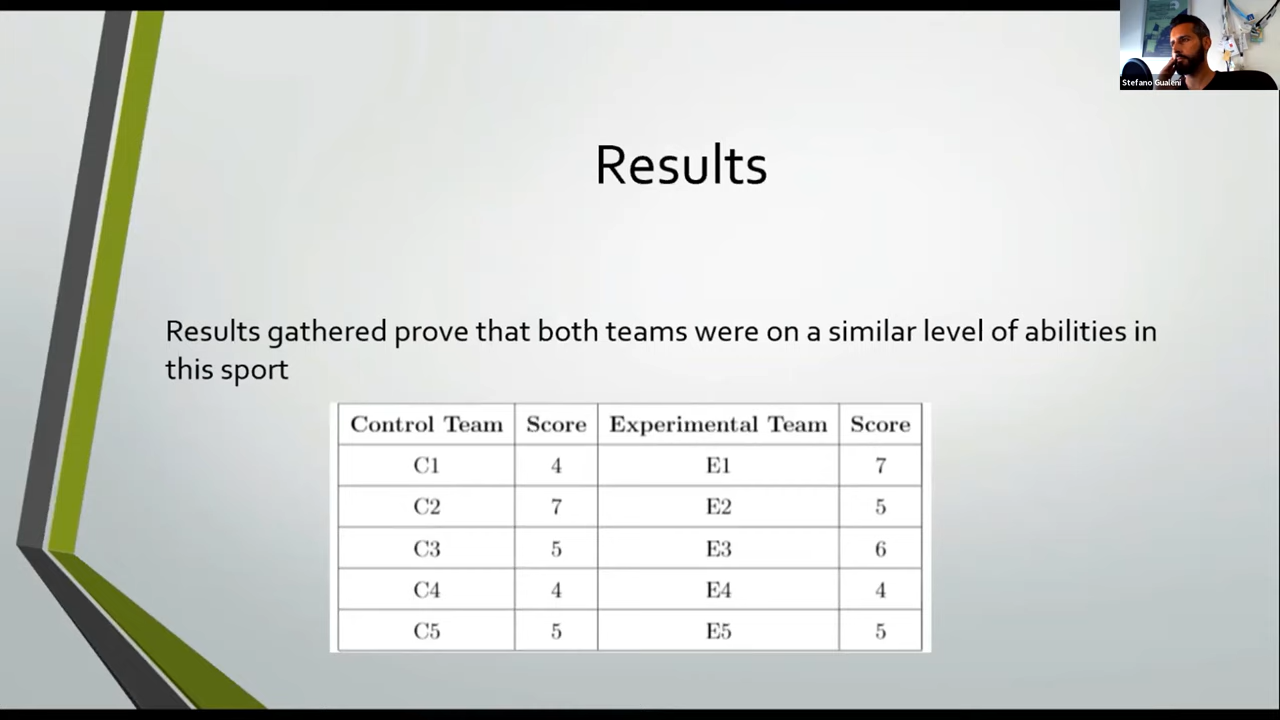 Stefano Gualeni
Results
Results gathered prove that both teams were on a similar level of abilities in
this sport
Control Team Score Experimental Team Score
C1 4 E1 7
C2 7 E2 5
C3 5 E3 6
C4 4 E4 4
C5 5 E5 5